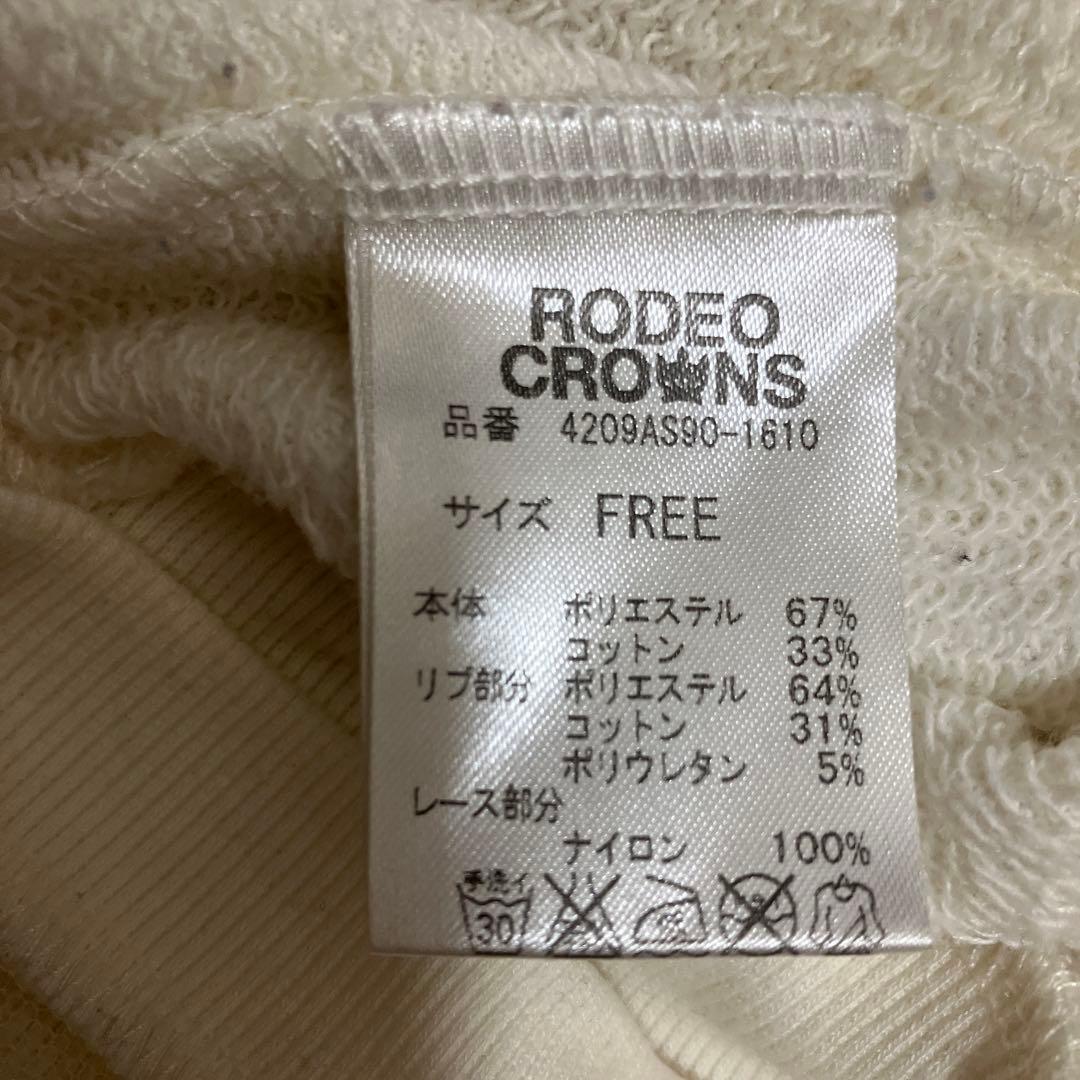 RODEO
CROWNS
品番 4209AS90-1610
サイズ FREE
本体 ポリエステル 67%
コットン 33%
リブ部分 ポリエステル 64%
コットン 31%
ポリウレタン 5%
レース部分
ナイロン 100%
手洗イ
30